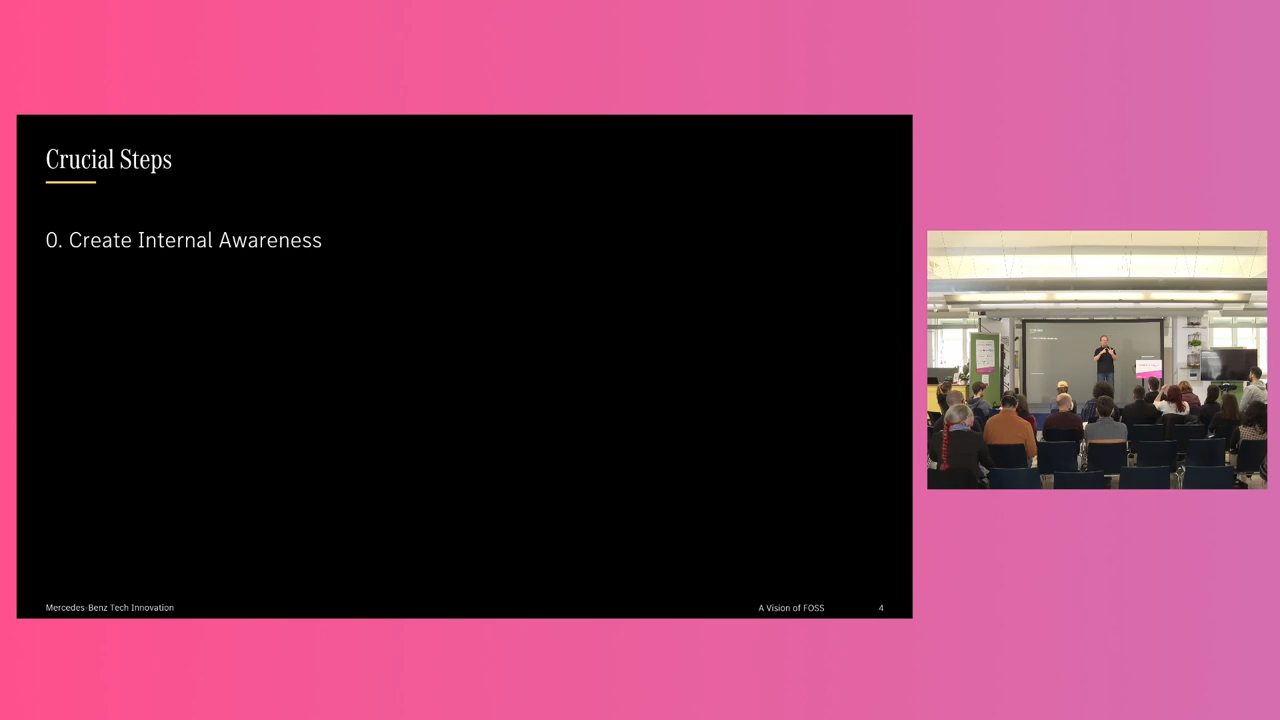 Crucial Steps
0. Create Internal Awareness
Mercedes-Benz Tech Innovation
A Vision of FOSS
4